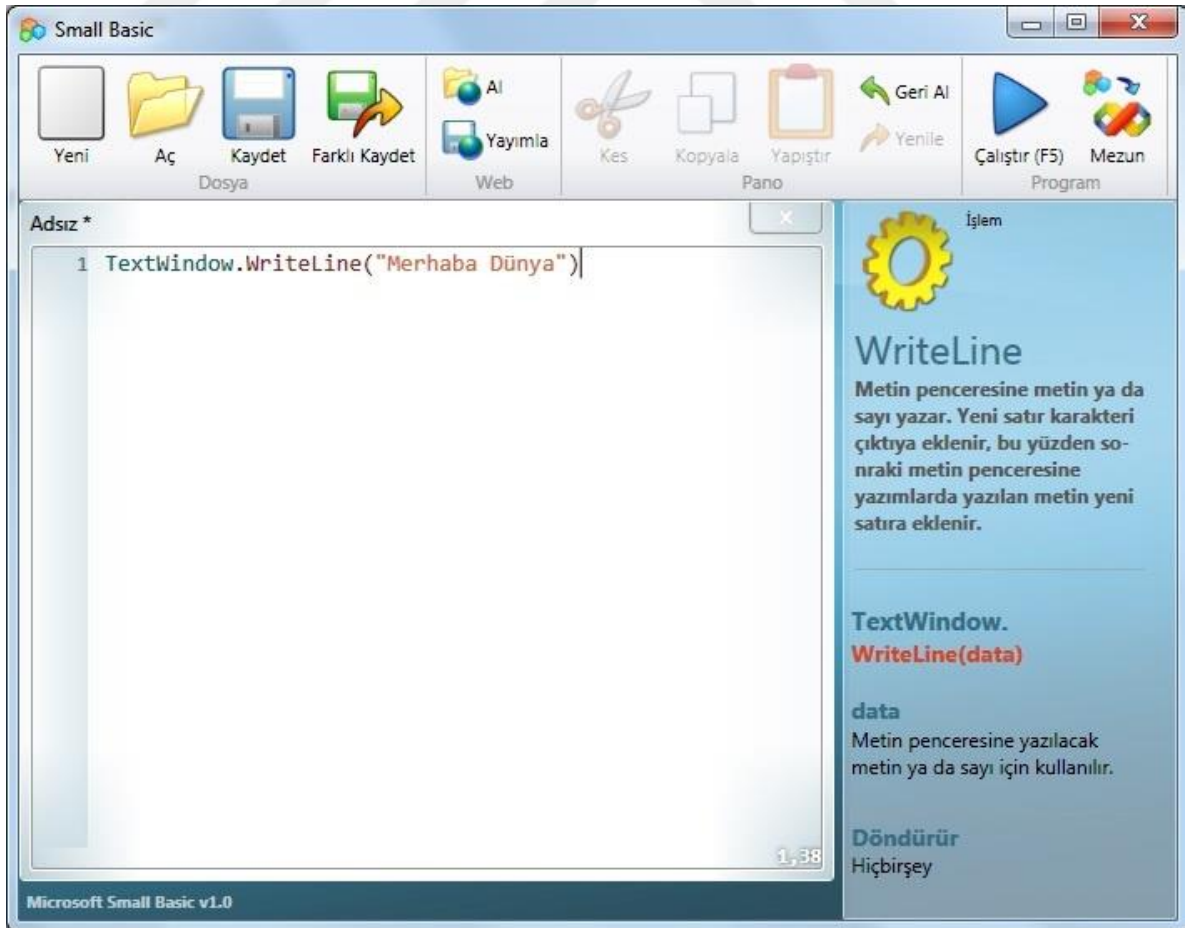 Small Basic
Yeni
Aç
Kaydet
Farklı Kaydet
Dosya
Al
Yayımla
Web
Kes
Kopyala
Yapıştır
Geri Al
Yenile
Pano
Çalıştır (F5)
Mezun
Program
Adsız *
1 TextWindow.WriteLine("Merhaba Dünya")
1,38
İşlem
WriteLine
Metin penceresine metin ya da
sayı yazar. Yeni satır karakteri
çıktıya eklenir, bu yüzden so-
nraki metin penceresine
yazımlarda yazılan metin yeni
satıra eklenir.
TextWindow.
WriteLine(data)
data
Metin penceresine yazılacak
metin ya da sayı için kullanılır.
Döndürür
Hiçbirşey
Microsoft Small Basic v1.0